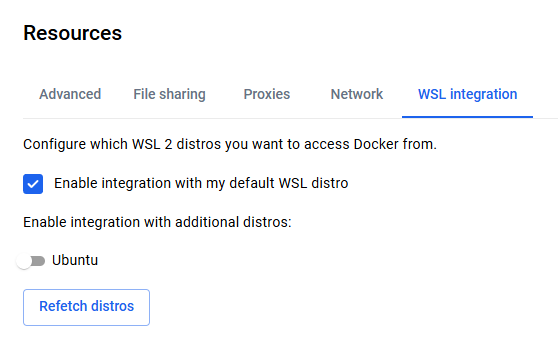 Resources
Advanced File sharing Proxies Network WSL integration
Configure which WSL 2 distros you want to access Docker from.
Enable integration with my default WSL distro
Enable integration with additional distros:
Ubuntu
Refetch distros